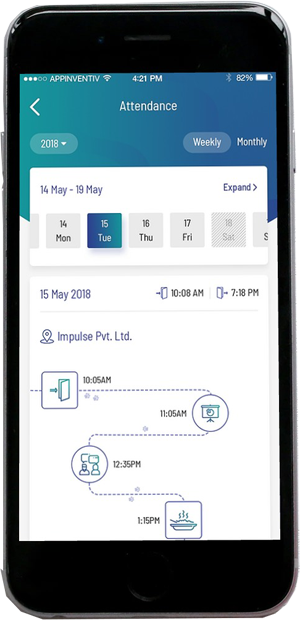 APPINVENTIV 4:21 PM 82%
Attendance
2018 Weekly Monthly
14 May - 19 May Expand >
14 15 16 17 18
Mon Tue Thu Fri Sat S
15 May 2018 10:08 AM 7:18 PM
Impulse Pvt. Ltd.
10:05AM
11:05AM
12:35PM
1:15PM